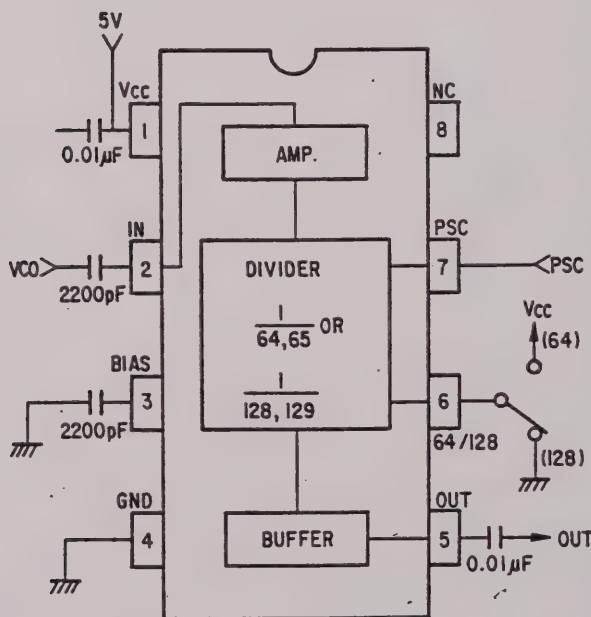 5V
Vcc
NC
1
8
0.01µF
AMP.
IN
PSC
VCO
2
7
PSC
2200pF
DIVIDER
Vcc
1
64,65
OR
(64)
BIAS
1
128,129
3
6
2200pF
64/128
(128)
GND
OUT
4
BUFFER
5
OUT
0.01µF